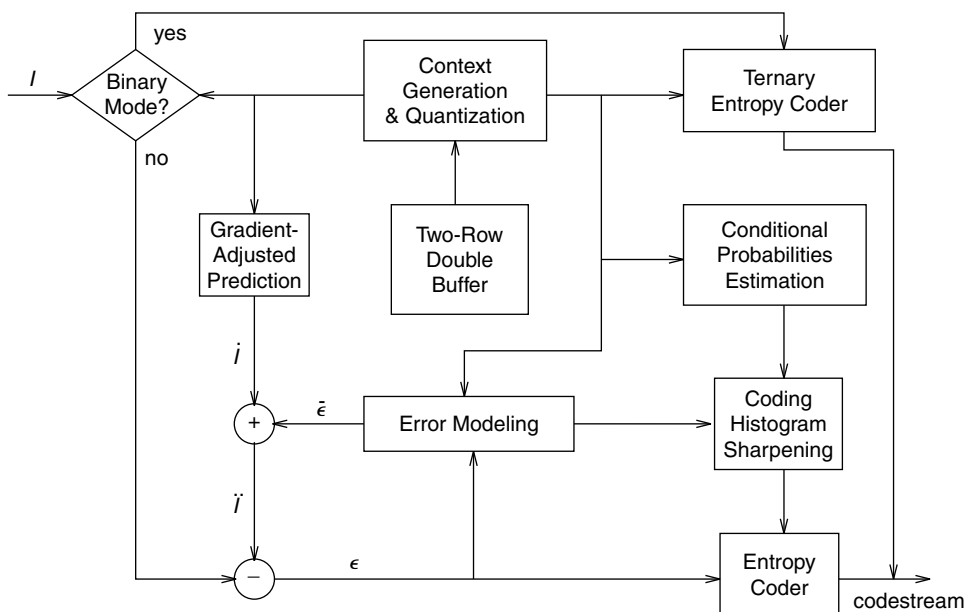 yes
I
Binary
Mode?
no
Context
Generation
& Quantization
Ternary
Entropy Coder
Gradient-
Adjusted
Prediction
Two-Row
Double
Buffer
Conditional
Probabilities
Estimation
İ
+
ϵ̄
Error Modeling
Coding
Histogram
Sharpening
Ï
−
ϵ
Entropy
Coder
codestream